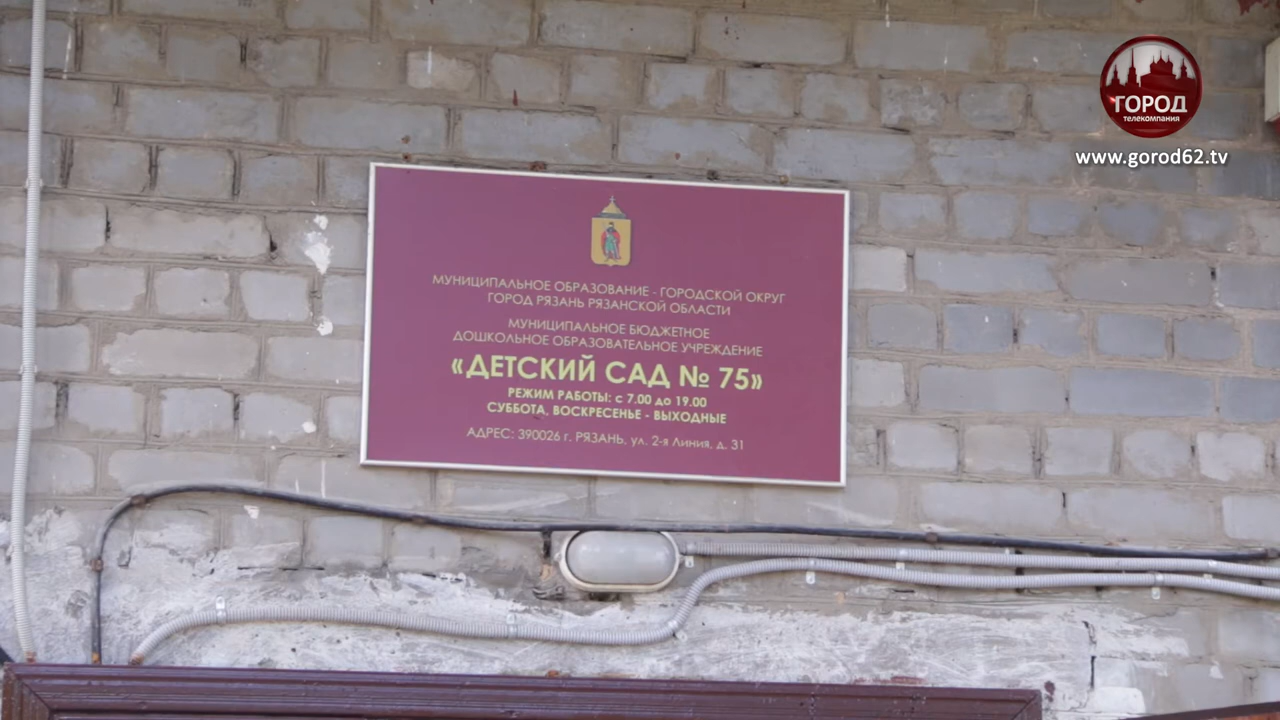 ГОРОД
телекомпания
www.gorod62.tv
МУНИЦИПАЛЬНОЕ ОБРАЗОВАНИЕ - ГОРОДСКОЙ ОКРУГ
ГОРОД РЯЗАНЬ РЯЗАНСКОЙ ОБЛАСТИ
МУНИЦИПАЛЬНОЕ БЮДЖЕТНОЕ
ДОШКОЛЬНОЕ ОБРАЗОВАТЕЛЬНОЕ УЧРЕЖДЕНИЕ
«ДЕТСКИЙ САД № 75»
РЕЖИМ РАБОТЫ: с 7.00 до 19.00
СУББОТА, ВОСКРЕСЕНЬЕ - ВЫХОДНЫЕ
АДРЕС: 390026 г. РЯЗАНЬ, ул. 2-я Линия, д. 31